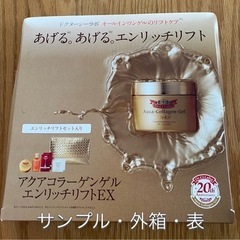 ドクターシーラボ オールインワンゲルのリフトケア
あげる。あげる。エンリッチリフト
Aqua-Collagen-Gel
エンリッチリフトセット入り
20
アクアコラーゲンゲル
エンリッチリフトEX
サンプル・外箱・表